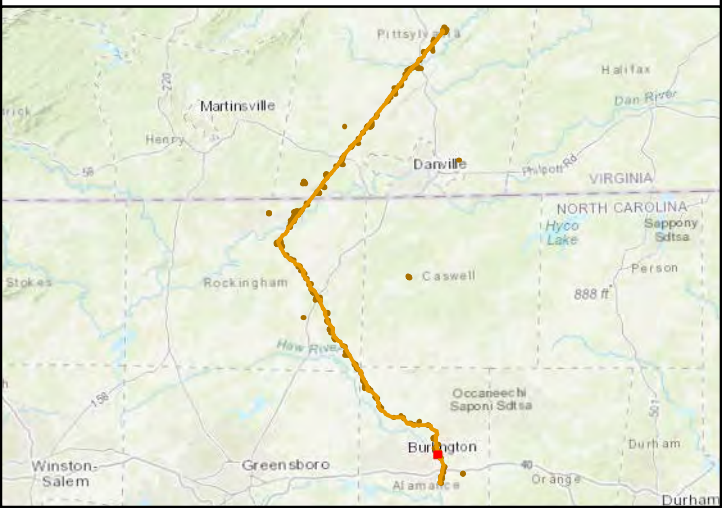 Pittsylvania
Halifax
220
Dan River
Martinsville
Henry
58
Danville
Philpott Rd
VIRGINIA
NORTH CAROLINA
Hyco
Lake
Sappony
Sdtsa
Person
Stokes
Rockingham
Caswell
888 ft
Haw River
158
Occaneechi
Saponi Sdtsa
501
Burlington
Durham
Winston-
Salem
Greensboro
40
Alamance
Orange
Durham